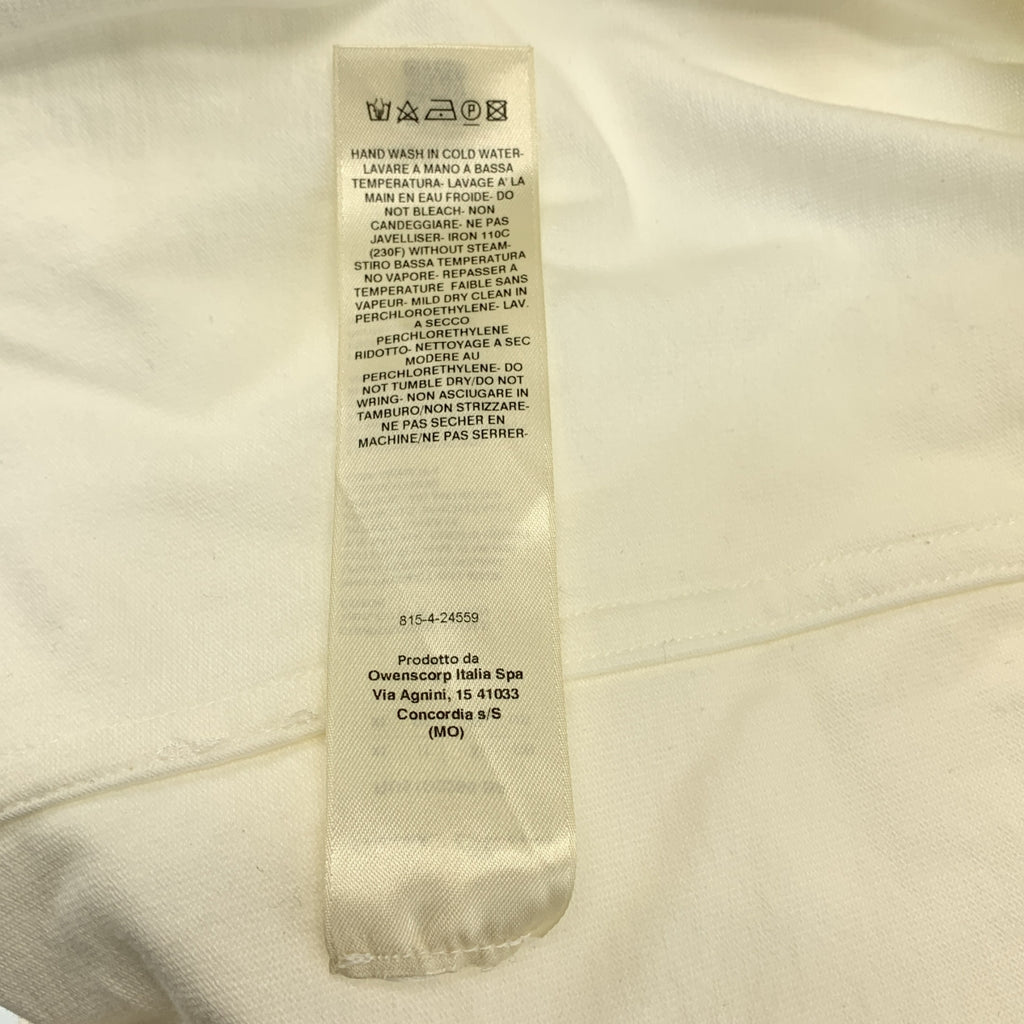 P
HAND WASH IN COLD WATER-
LAVARE A MANO A BASSA
TEMPERATURA- LAVAGE A' LA
MAIN EN EAU FROIDE- DO
NOT BLEACH- NON
CANDEGGIARE- NE PAS
JAVELLISER- IRON 110C
(230F) WITHOUT STEAM-
STIRO BASSA TEMPERATURA
NO VAPORE- REPASSER A
TEMPERATURE FAIBLE SANS
VAPEUR- MILD DRY CLEAN IN
PERCHLOROETHYLENE- LAV.
A SECCO
PERCHLORETHYLENE
RIDOTTO- NETTOYAGE A SEC
MODERE AU
PERCHLORETHYLENE- DO
NOT TUMBLE DRY/DO NOT
WRING- NON ASCIUGARE IN
TAMBURO/NON STRIZZARE-
NE PAS SECHER EN
MACHINE/NE PAS SERRER-
815-4-24559
Prodotto da
Owenscorp Italia Spa
Via Agnini, 15 41033
Concordia s/S
(MO)